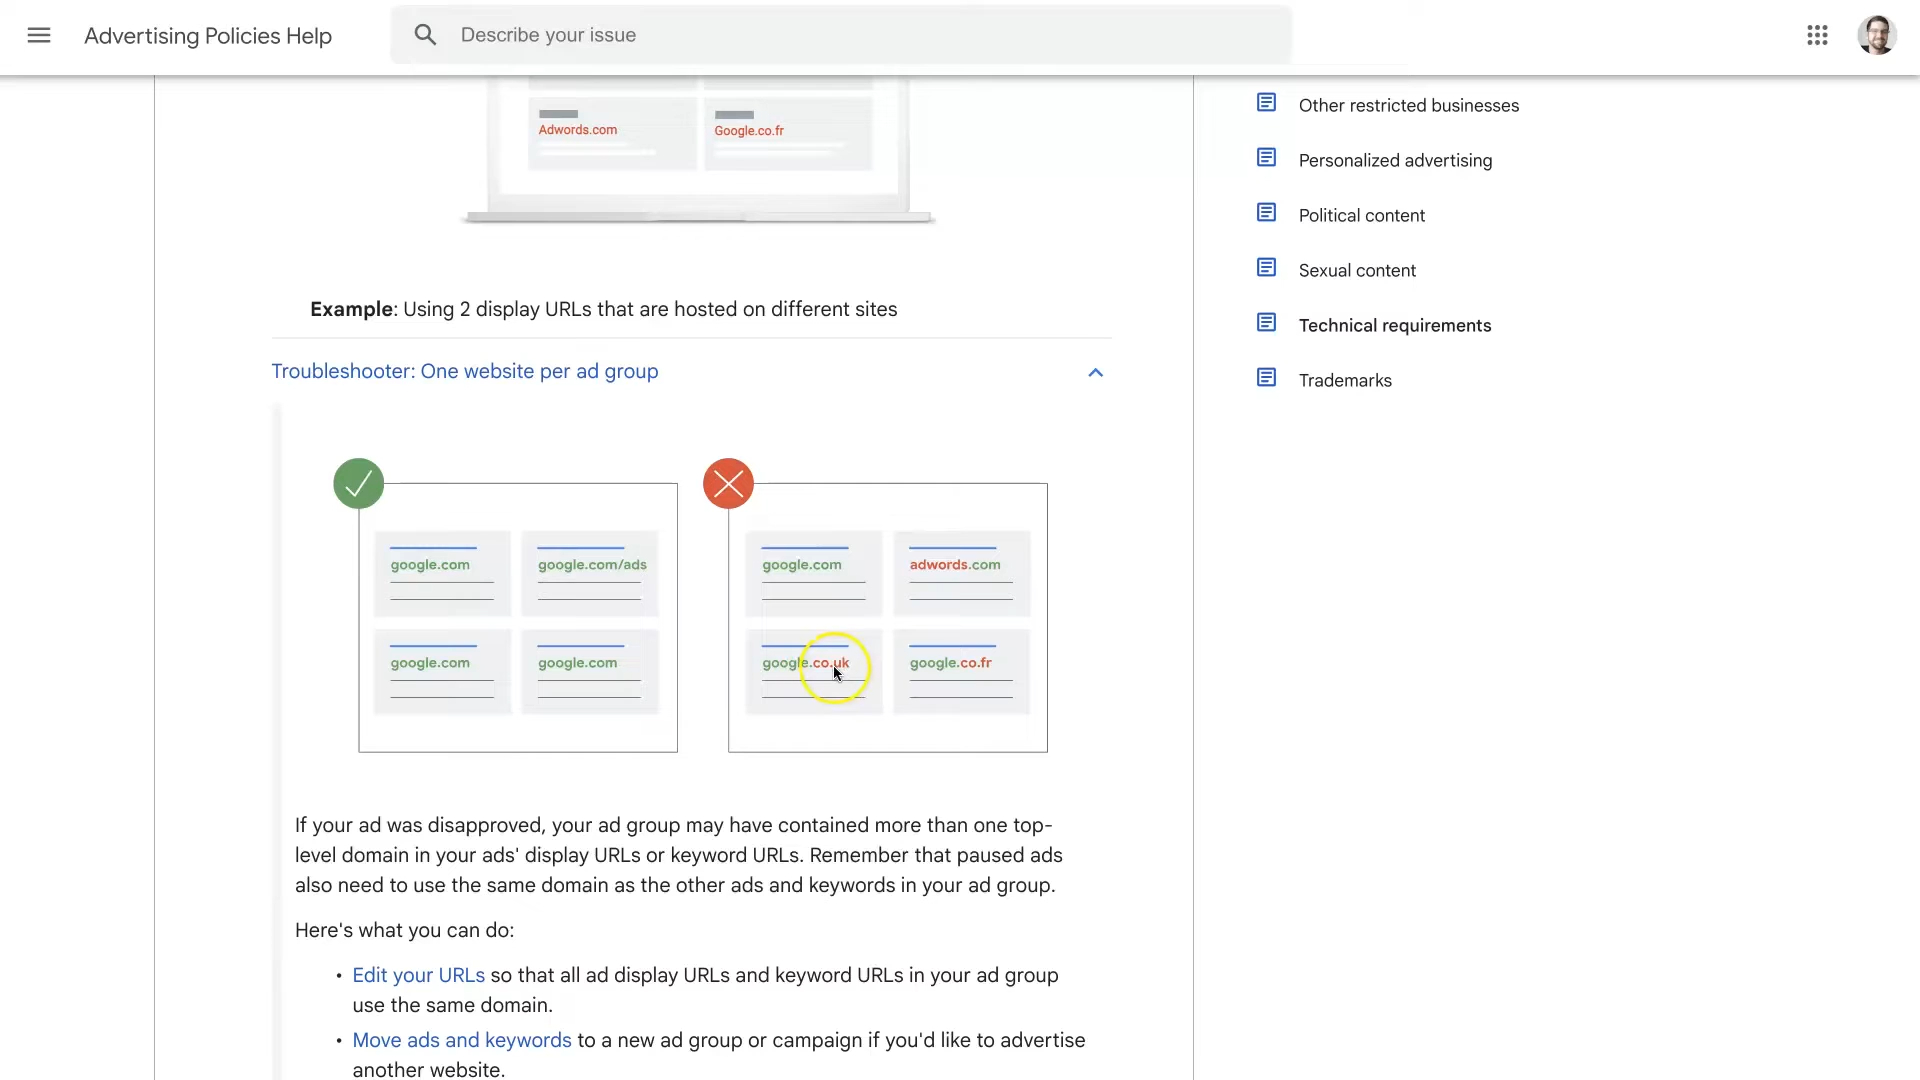 Advertising Policies Help
Describe your issue
Adwords.com
Google.co.fr
Example: Using 2 display URLs that are hosted on different sites
Troubleshooter: One website per ad group
google.com
google.com/ads
google.com
google.com
google.com
adwords.com
google.co.uk
google.co.fr
If your ad was disapproved, your ad group may have contained more than one top-
level domain in your ads' display URLs or keyword URLs. Remember that paused ads
also need to use the same domain as the other ads and keywords in your ad group.
Here's what you can do:
• Edit your URLs so that all ad display URLs and keyword URLs in your ad group
use the same domain.
• Move ads and keywords to a new ad group or campaign if you'd like to advertise
another website.
Other restricted businesses
Personalized advertising
Political content
Sexual content
Technical requirements
Trademarks